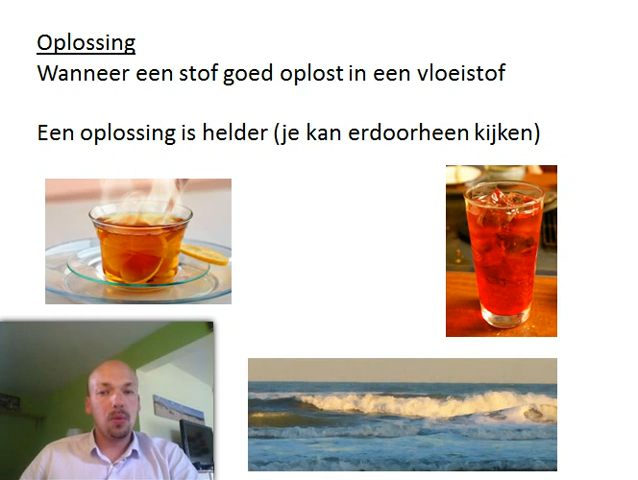 Oplossing
Wanneer een stof goed oplost in een vloeistof
Een oplossing is helder (je kan erdoorheen kijken)